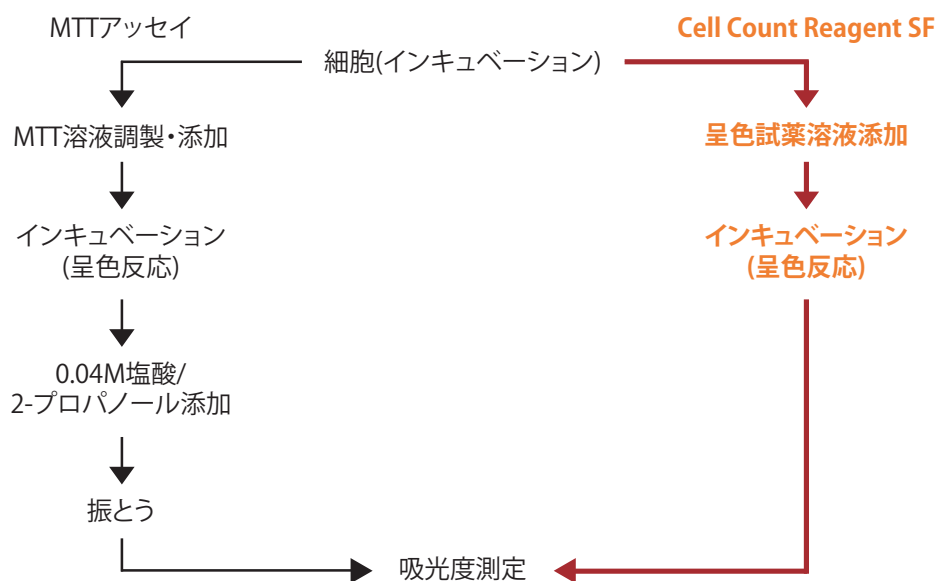 MTTアッセイ
Cell Count Reagent SF
細胞(インキュベーション)
MTT溶液調製・添加
呈色試薬溶液添加
インキュベーション
(呈色反応)
インキュベーション
(呈色反応)
0.04M塩酸/
2-プロパノール添加
振とう
吸光度測定